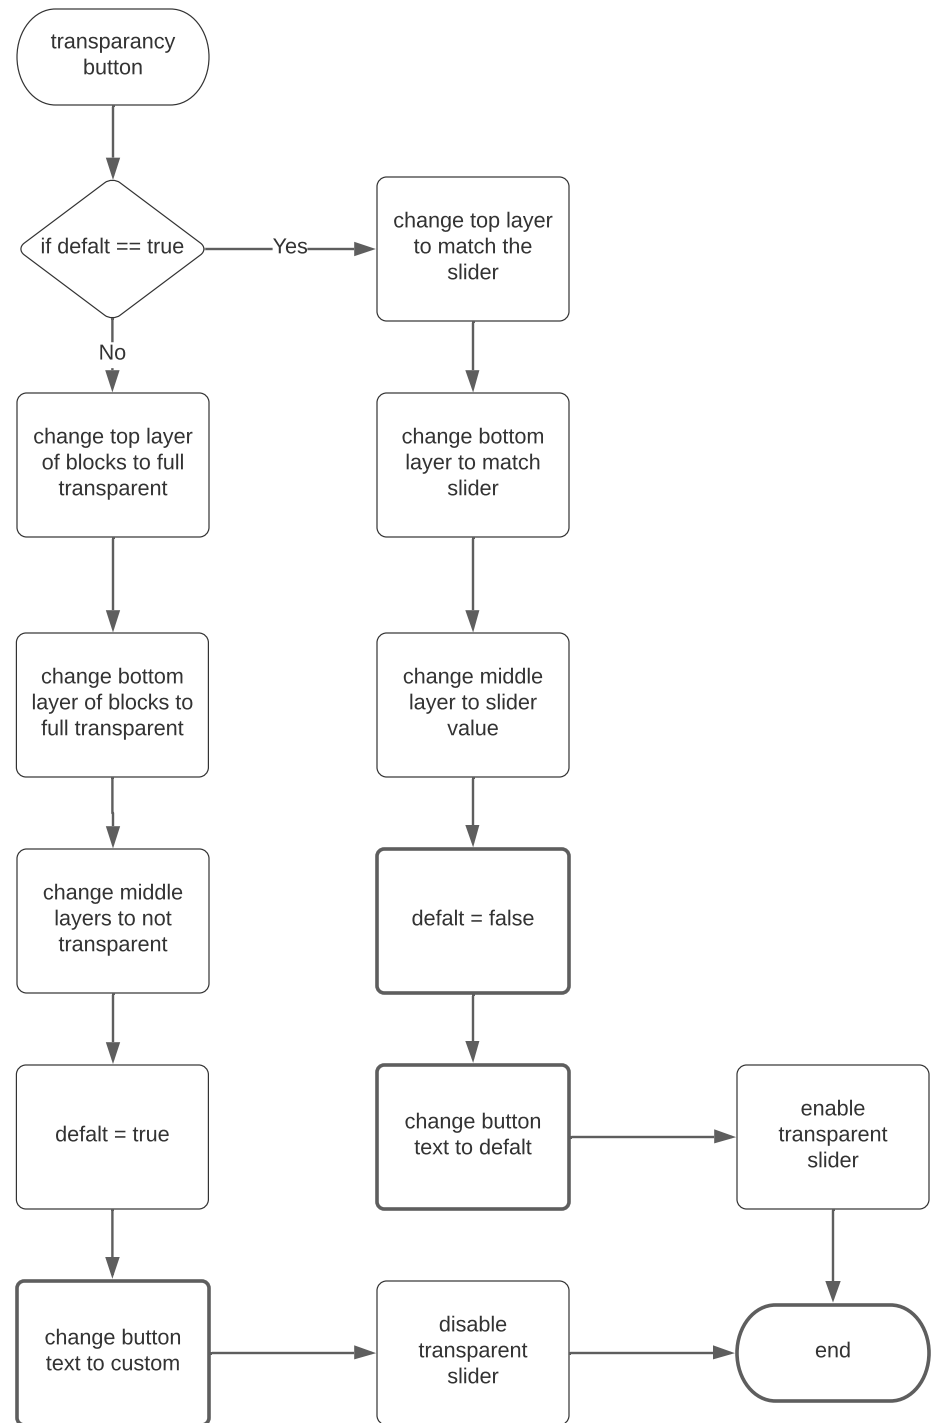 transparancy
button
if defalt == true
Yes
No
change top layer
to match the
slider
change top layer
of blocks to full
transparent
change bottom
layer to match
slider
change bottom
layer of blocks to
full transparent
change middle
layer to slider
value
change middle
layers to not
transparent
defalt = false
defalt = true
change button
text to defalt
enable
transparent
slider
change button
text to custom
disable
transparent
slider
end